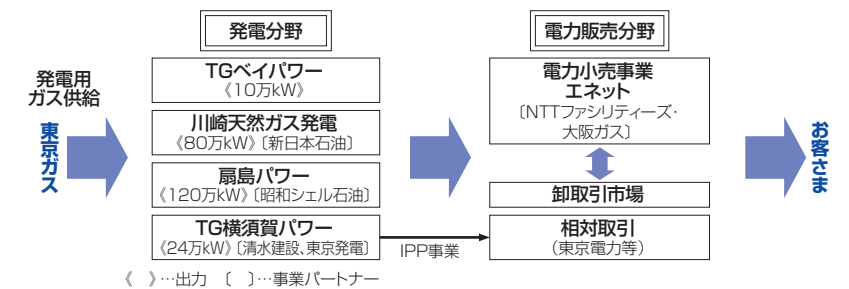 発電分野
電力販売分野
発電用
ガス供給
東京ガス
TGベイパワー
《10万kW》
川崎天然ガス発電
《80万kW》〔新日本石油〕
扇島パワー
《120万kW》〔昭和シェル石油〕
TG横須賀パワー
《24万kW》〔清水建設、東京発電〕
IPP事業
電力小売事業
エネット
〔NTTファシリティーズ・
大阪ガス〕
卸取引市場
相対取引
（東京電力等）
お客さま
《　》…出力　〔　〕…事業パートナー